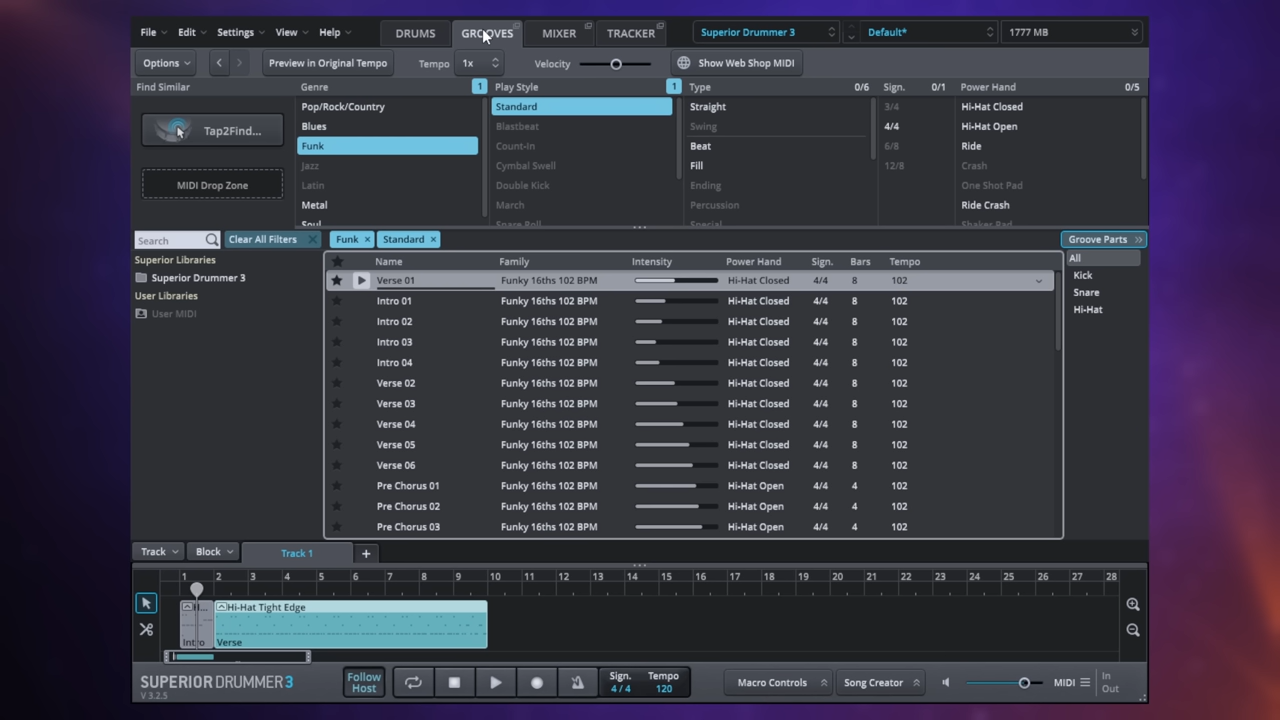 File Edit Settings View Help DRUMS GROOVES MIXER TRACKER Superior Drummer 3 Default* 1777 MB
Options Preview in Original Tempo Tempo 1x Velocity Show Web Shop MIDI
Find Similar Genre 1 Play Style 1 Type 0/6 Sign. 0/1 Power Hand 0/5
Pop/Rock/Country Standard Straight 3/4 Hi-Hat Closed
Tap2Find... Blues Blastbeat Swing 4/4 Hi-Hat Open
Funk Count-In Beat 6/8 Ride
Jazz Cymbal Swell Fill 12/8 Crash
MIDI Drop Zone Latin Double Kick Ending One Shot Pad
Metal March Percussion Ride Crash
Soul Snare Roll Special Shaker Pad
Search Clear All Filters Funk Standard Groove Parts
Superior Libraries Name Family Intensity Power Hand Sign. Bars Tempo All
Superior Drummer 3 Verse 01 Funky 16ths 102 BPM Hi-Hat Closed 4/4 8 102 Kick
User Libraries Intro 01 Funky 16ths 102 BPM Hi-Hat Closed 4/4 8 102 Snare
User MIDI Intro 02 Funky 16ths 102 BPM Hi-Hat Closed 4/4 8 102 Hi-Hat
Intro 03 Funky 16ths 102 BPM Hi-Hat Closed 4/4 8 102
Intro 04 Funky 16ths 102 BPM Hi-Hat Closed 4/4 8 102
Verse 02 Funky 16ths 102 BPM Hi-Hat Closed 4/4 8 102
Verse 03 Funky 16ths 102 BPM Hi-Hat Closed 4/4 8 102
Verse 04 Funky 16ths 102 BPM Hi-Hat Closed 4/4 8 102
Verse 05 Funky 16ths 102 BPM Hi-Hat Closed 4/4 8 102
Verse 06 Funky 16ths 102 BPM Hi-Hat Closed 4/4 8 102
Pre Chorus 01 Funky 16ths 102 BPM Hi-Hat Open 4/4 4 102
Pre Chorus 02 Funky 16ths 102 BPM Hi-Hat Open 4/4 4 102
Pre Chorus 03 Funky 16ths 102 BPM Hi-Hat Open 4/4 4 102
Track Block Track 1 +
1 2 3 4 5 6 7 8 9 10 11 12 13 14 15 16 17 18 19 20 21 22 23 24 25 26 27 28
H... Hi-Hat Tight Edge
Intro Verse
SUPERIOR DRUMMER 3 Follow Host Sign. Tempo Macro Controls Song Creator MIDI In
V 3.2.5 4/4 120 Out